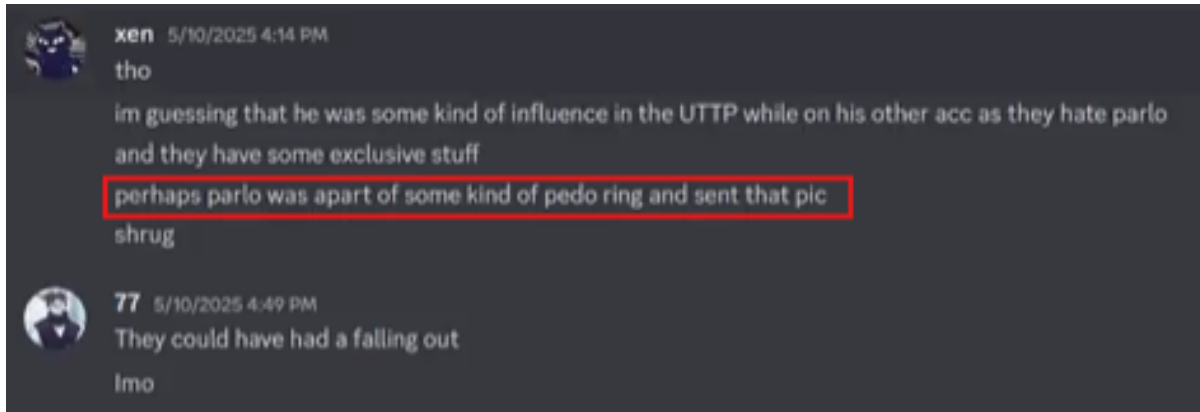 xen 5/10/2025 4:14 PM
tho
im guessing that he was some kind of influence in the UTTP while on his other acc as they hate parlo
and they have some exclusive stuff
perhaps parlo was apart of some kind of pedo ring and sent that pic
shrug
77 5/10/2025 4:49 PM
They could have had a falling out
Imo